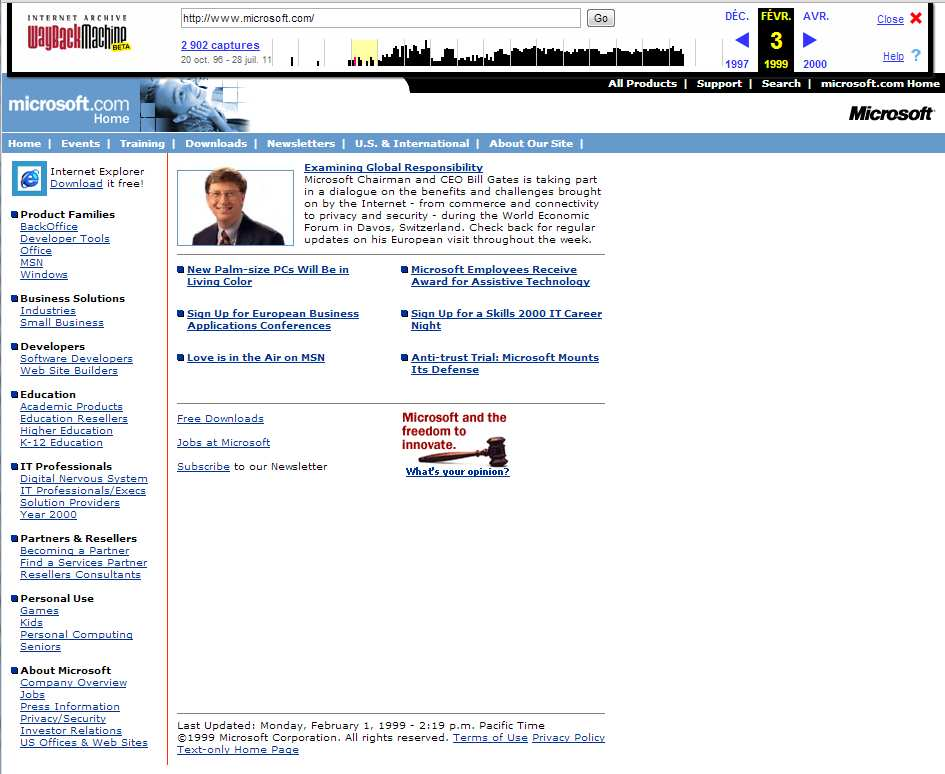 INTERNET ARCHIVE
WayBackMachine
BETA
http://www.microsoft.com/
Go
2 902 captures
20 oct. 96 - 28 juil. 11
DÉC.
FÉVR.
AVR.
3
1997
1999
2000
Close
Help ?
All Products | Support | Search | microsoft.com Home
microsoft.com
Home
Microsoft
Home | Events | Training | Downloads | Newsletters | U.S. & International | About Our Site |
Internet Explorer
Download it free!
Product Families
BackOffice
Developer Tools
Office
MSN
Windows
Business Solutions
Industries
Small Business
Developers
Software Developers
Web Site Builders
Education
Academic Products
Education Resellers
Higher Education
K-12 Education
IT Professionals
Digital Nervous System
IT Professionals/Execs
Solution Providers
Year 2000
Partners & Resellers
Becoming a Partner
Find a Services Partner
Resellers Consultants
Personal Use
Games
Kids
Personal Computing
Seniors
About Microsoft
Company Overview
Jobs
Press Information
Privacy/Security
Investor Relations
US Offices & Web Sites
Examining Global Responsibility
Microsoft Chairman and CEO Bill Gates is taking part
in a dialogue on the benefits and challenges brought
on by the Internet - from commerce and connectivity
to privacy and security - during the World Economic
Forum in Davos, Switzerland. Check back for regular
updates on his European visit throughout the week.
New Palm-size PCs Will Be in
Living Color
Microsoft Employees Receive
Award for Assistive Technology
Sign Up for European Business
Applications Conferences
Sign Up for a Skills 2000 IT Career
Night
Love is in the Air on MSN
Anti-trust Trial: Microsoft Mounts
Its Defense
Free Downloads
Jobs at Microsoft
Subscribe to our Newsletter
Microsoft and the
freedom to
innovate.
What's your opinion?
Last Updated: Monday, February 1, 1999 - 2:19 p.m. Pacific Time
©1999 Microsoft Corporation. All rights reserved. Terms of Use Privacy Policy
Text-only Home Page